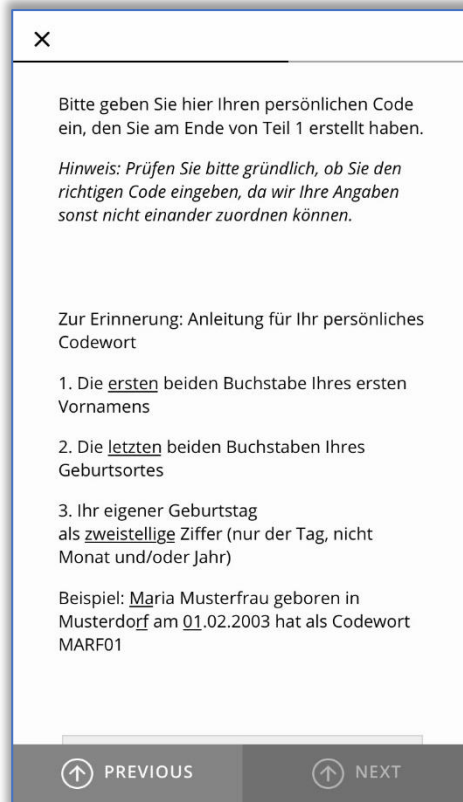 Bitte geben Sie hier Ihren persönlichen Code
ein, den Sie am Ende von Teil 1 erstellt haben.
Hinweis: Prüfen Sie bitte gründlich, ob Sie den
richtigen Code eingeben, da wir Ihre Angaben
sonst nicht einander zuordnen können.
Zur Erinnerung: Anleitung für Ihr persönliches
Codewort
1. Die ersten beiden Buchstabe Ihres ersten
Vornamens
2. Die letzten beiden Buchstaben Ihres
Geburtsortes
3. Ihr eigener Geburtstag
als zweistellige Ziffer (nur der Tag, nicht
Monat und/oder Jahr)
Beispiel: Maria Musterfrau geboren in
Musterdorf am 01.02.2003 hat als Codewort
MARF01
PREVIOUS NEXT